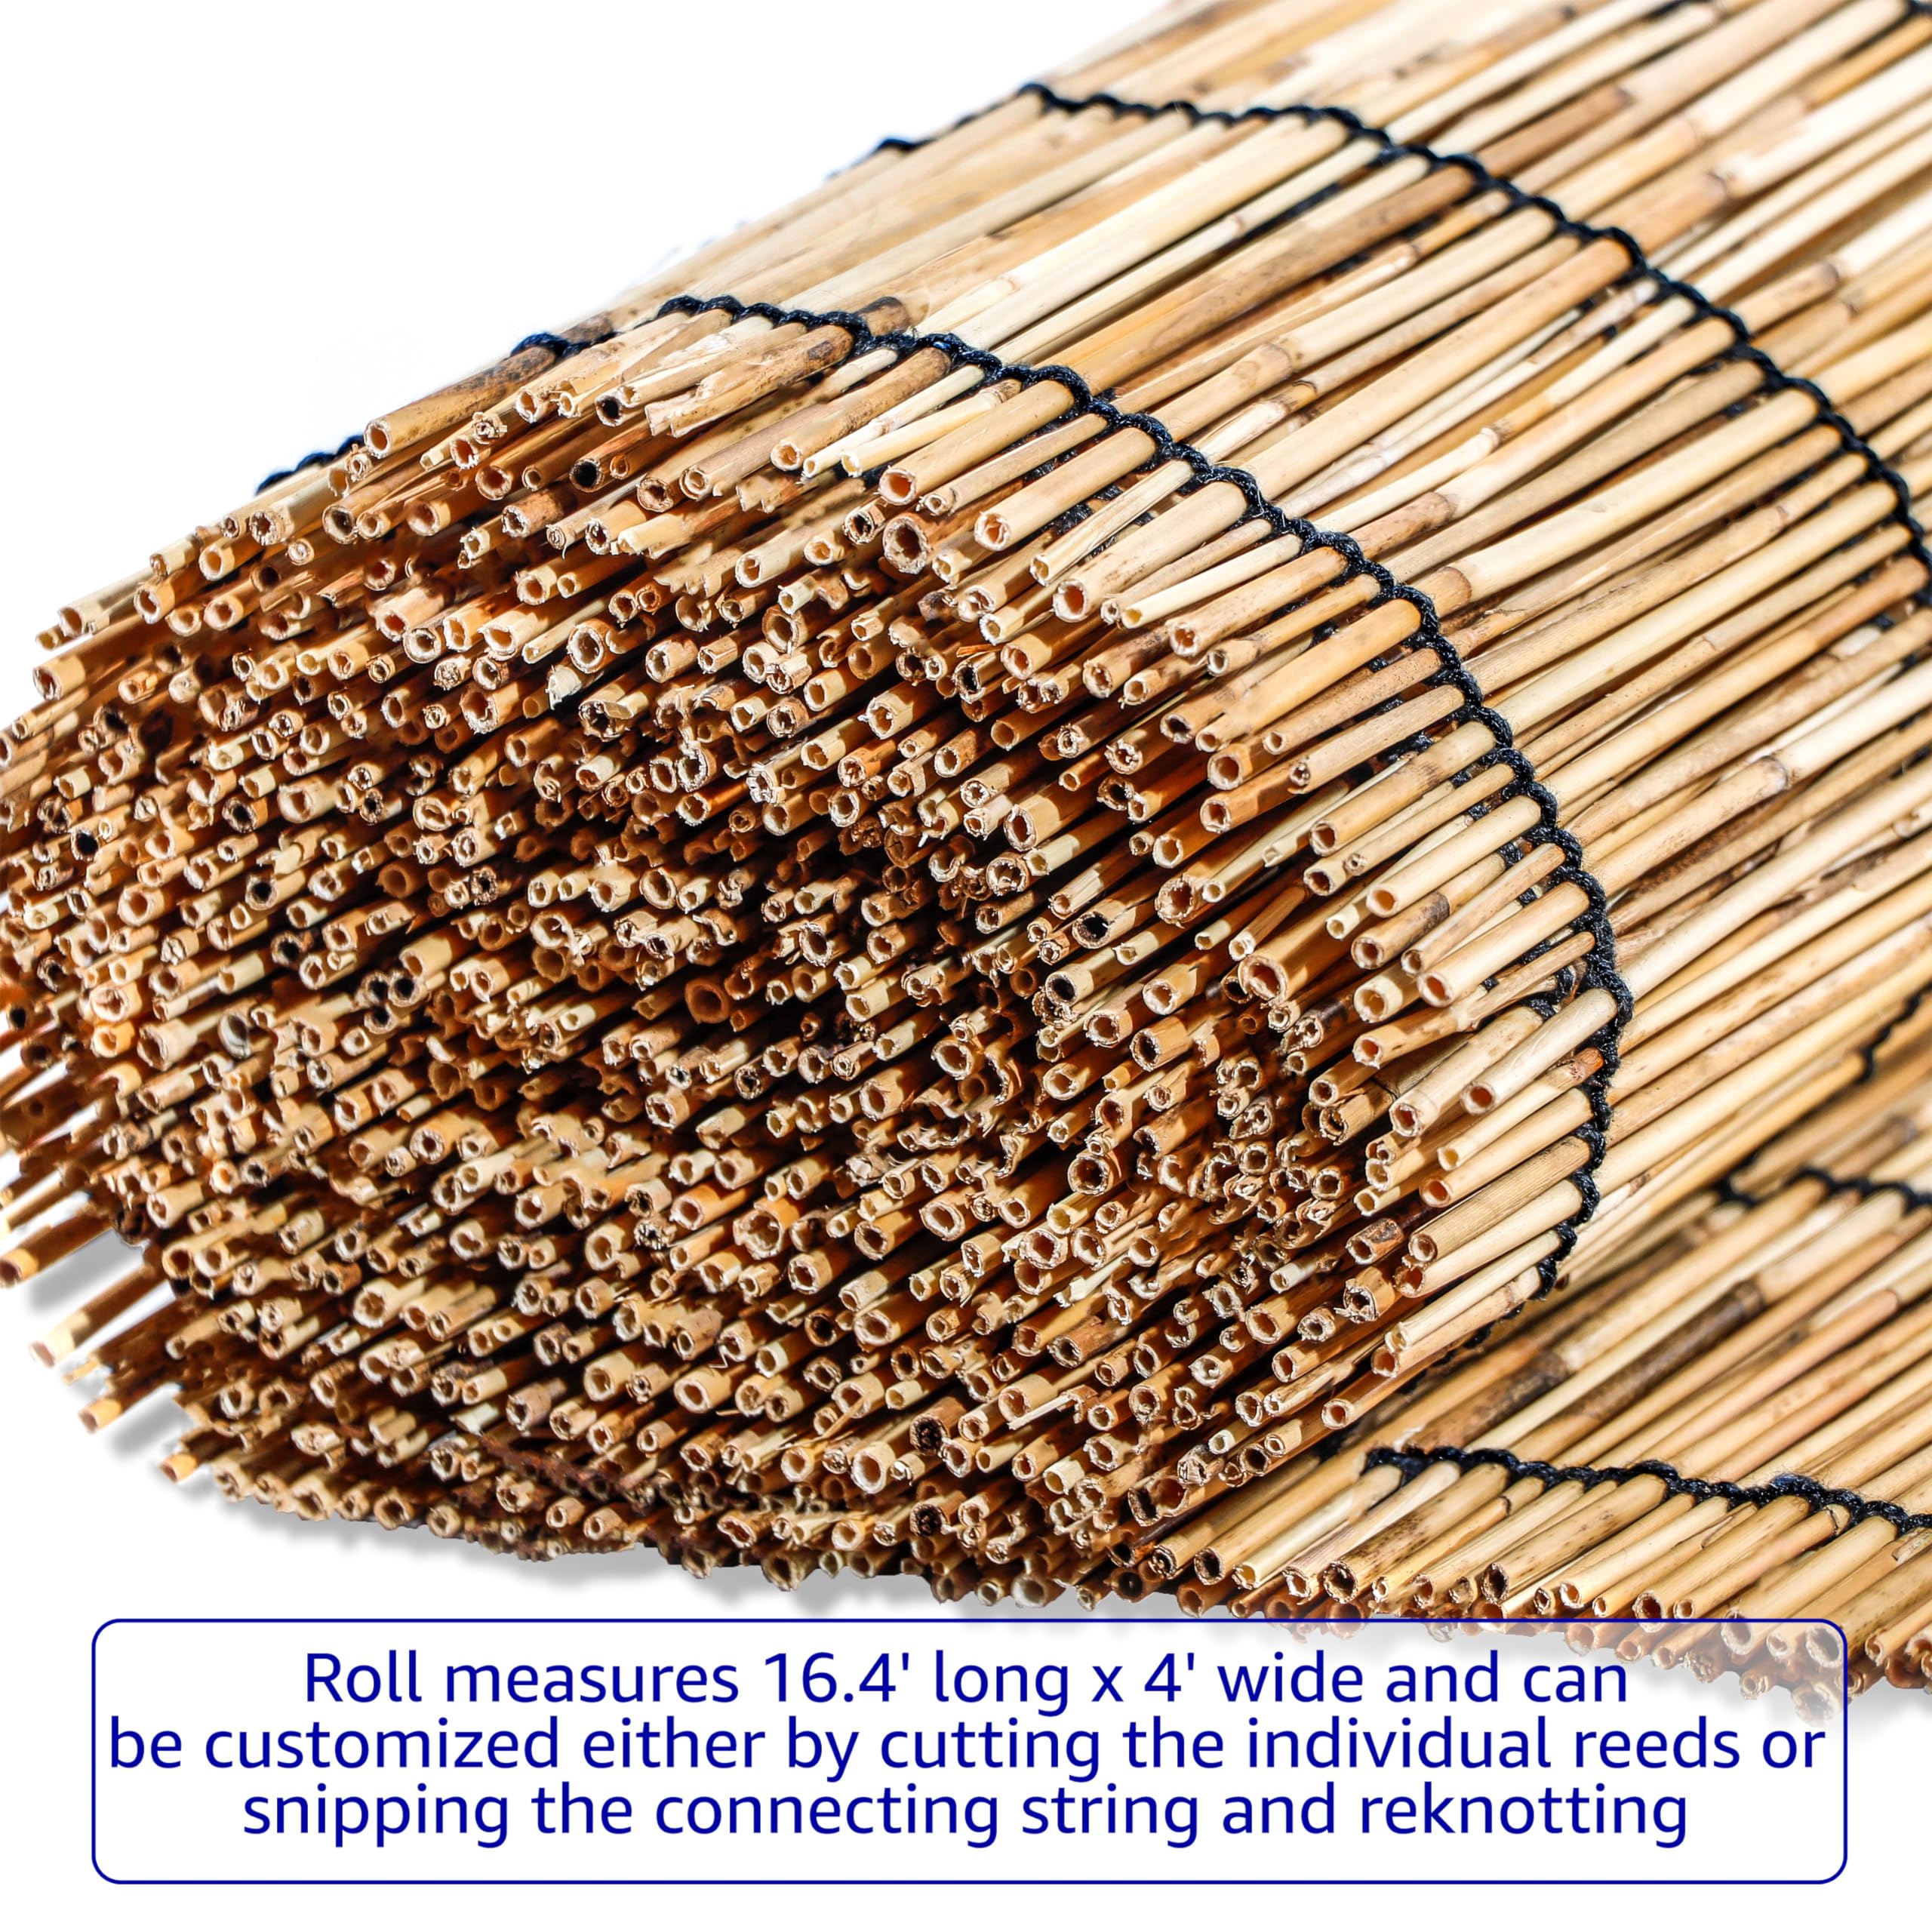 Roll measures 16.4' long x 4' wide and can
be customized either by cutting the individual reeds or
snipping the connecting string and reknotting